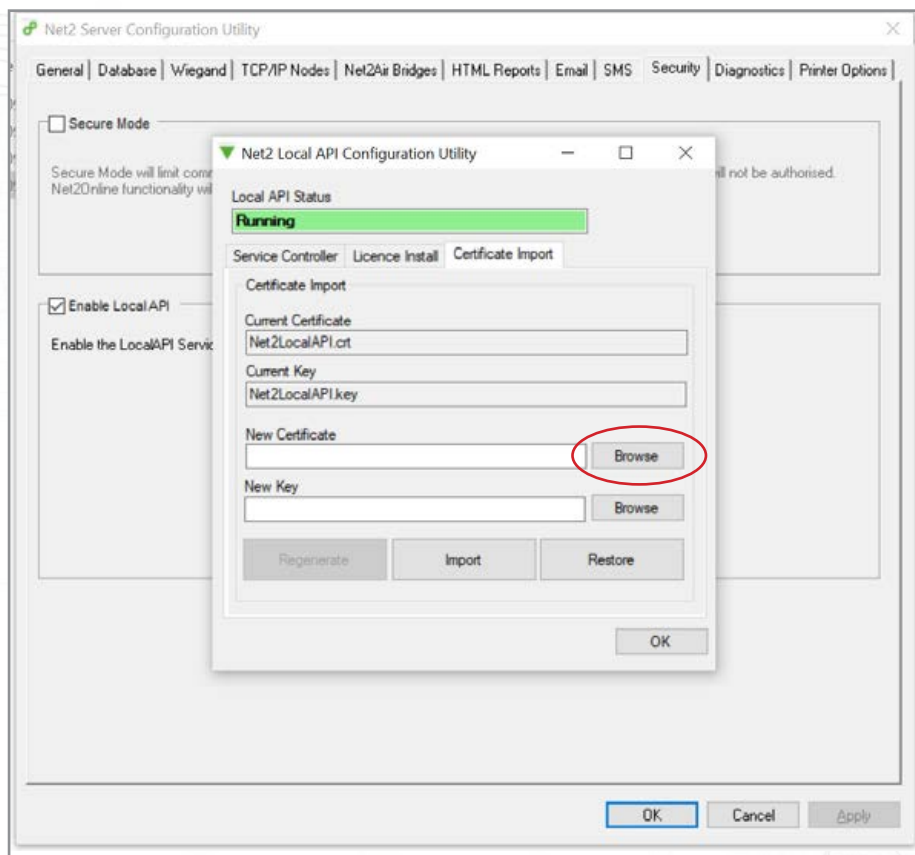 Net2 Server Configuration Utility
General Database Wiegand TCP/IP Nodes Net2Air Bridges HTML Reports Email SMS Security Diagnostics Printer Options
Secure Mode
Secure Mode will limit ill not be authorised.
Net2Online functionality
Enable Local API
Enable the LocalAPI
Net2 Local API Configuration Utility
Local API Status
Running
Service Controller Licence Install Certificate Import
Certificate Import
Current Certificate
Net2LocalAPI.crt
Current Key
Net2LocalAPI.key
New Certificate
Browse
New Key
Browse
Regenerate Import Restore
OK
OK Cancel Apply